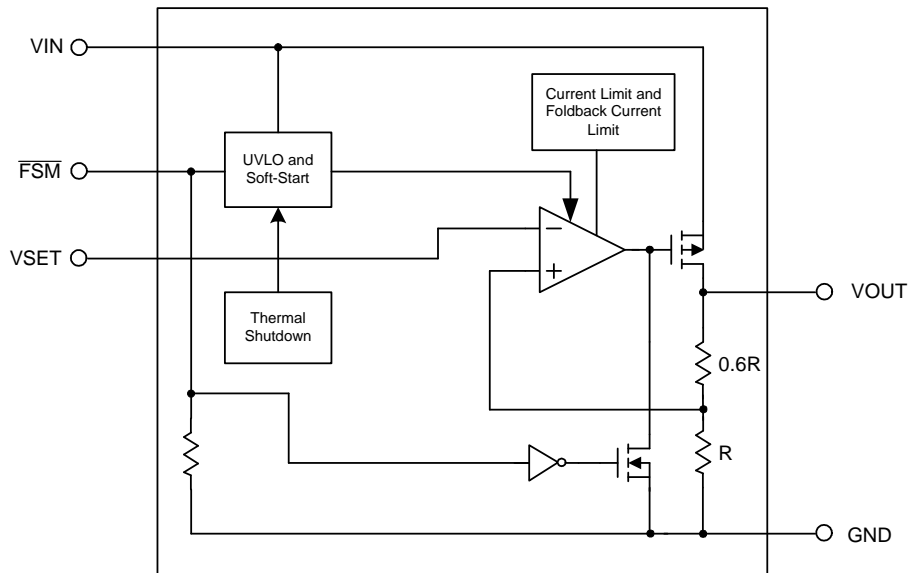 VIN
Current Limit and
Foldback Current
Limit
FSM
UVLO and
Soft-Start
VSET
−
+
VOUT
Thermal
Shutdown
0.6R
R
GND